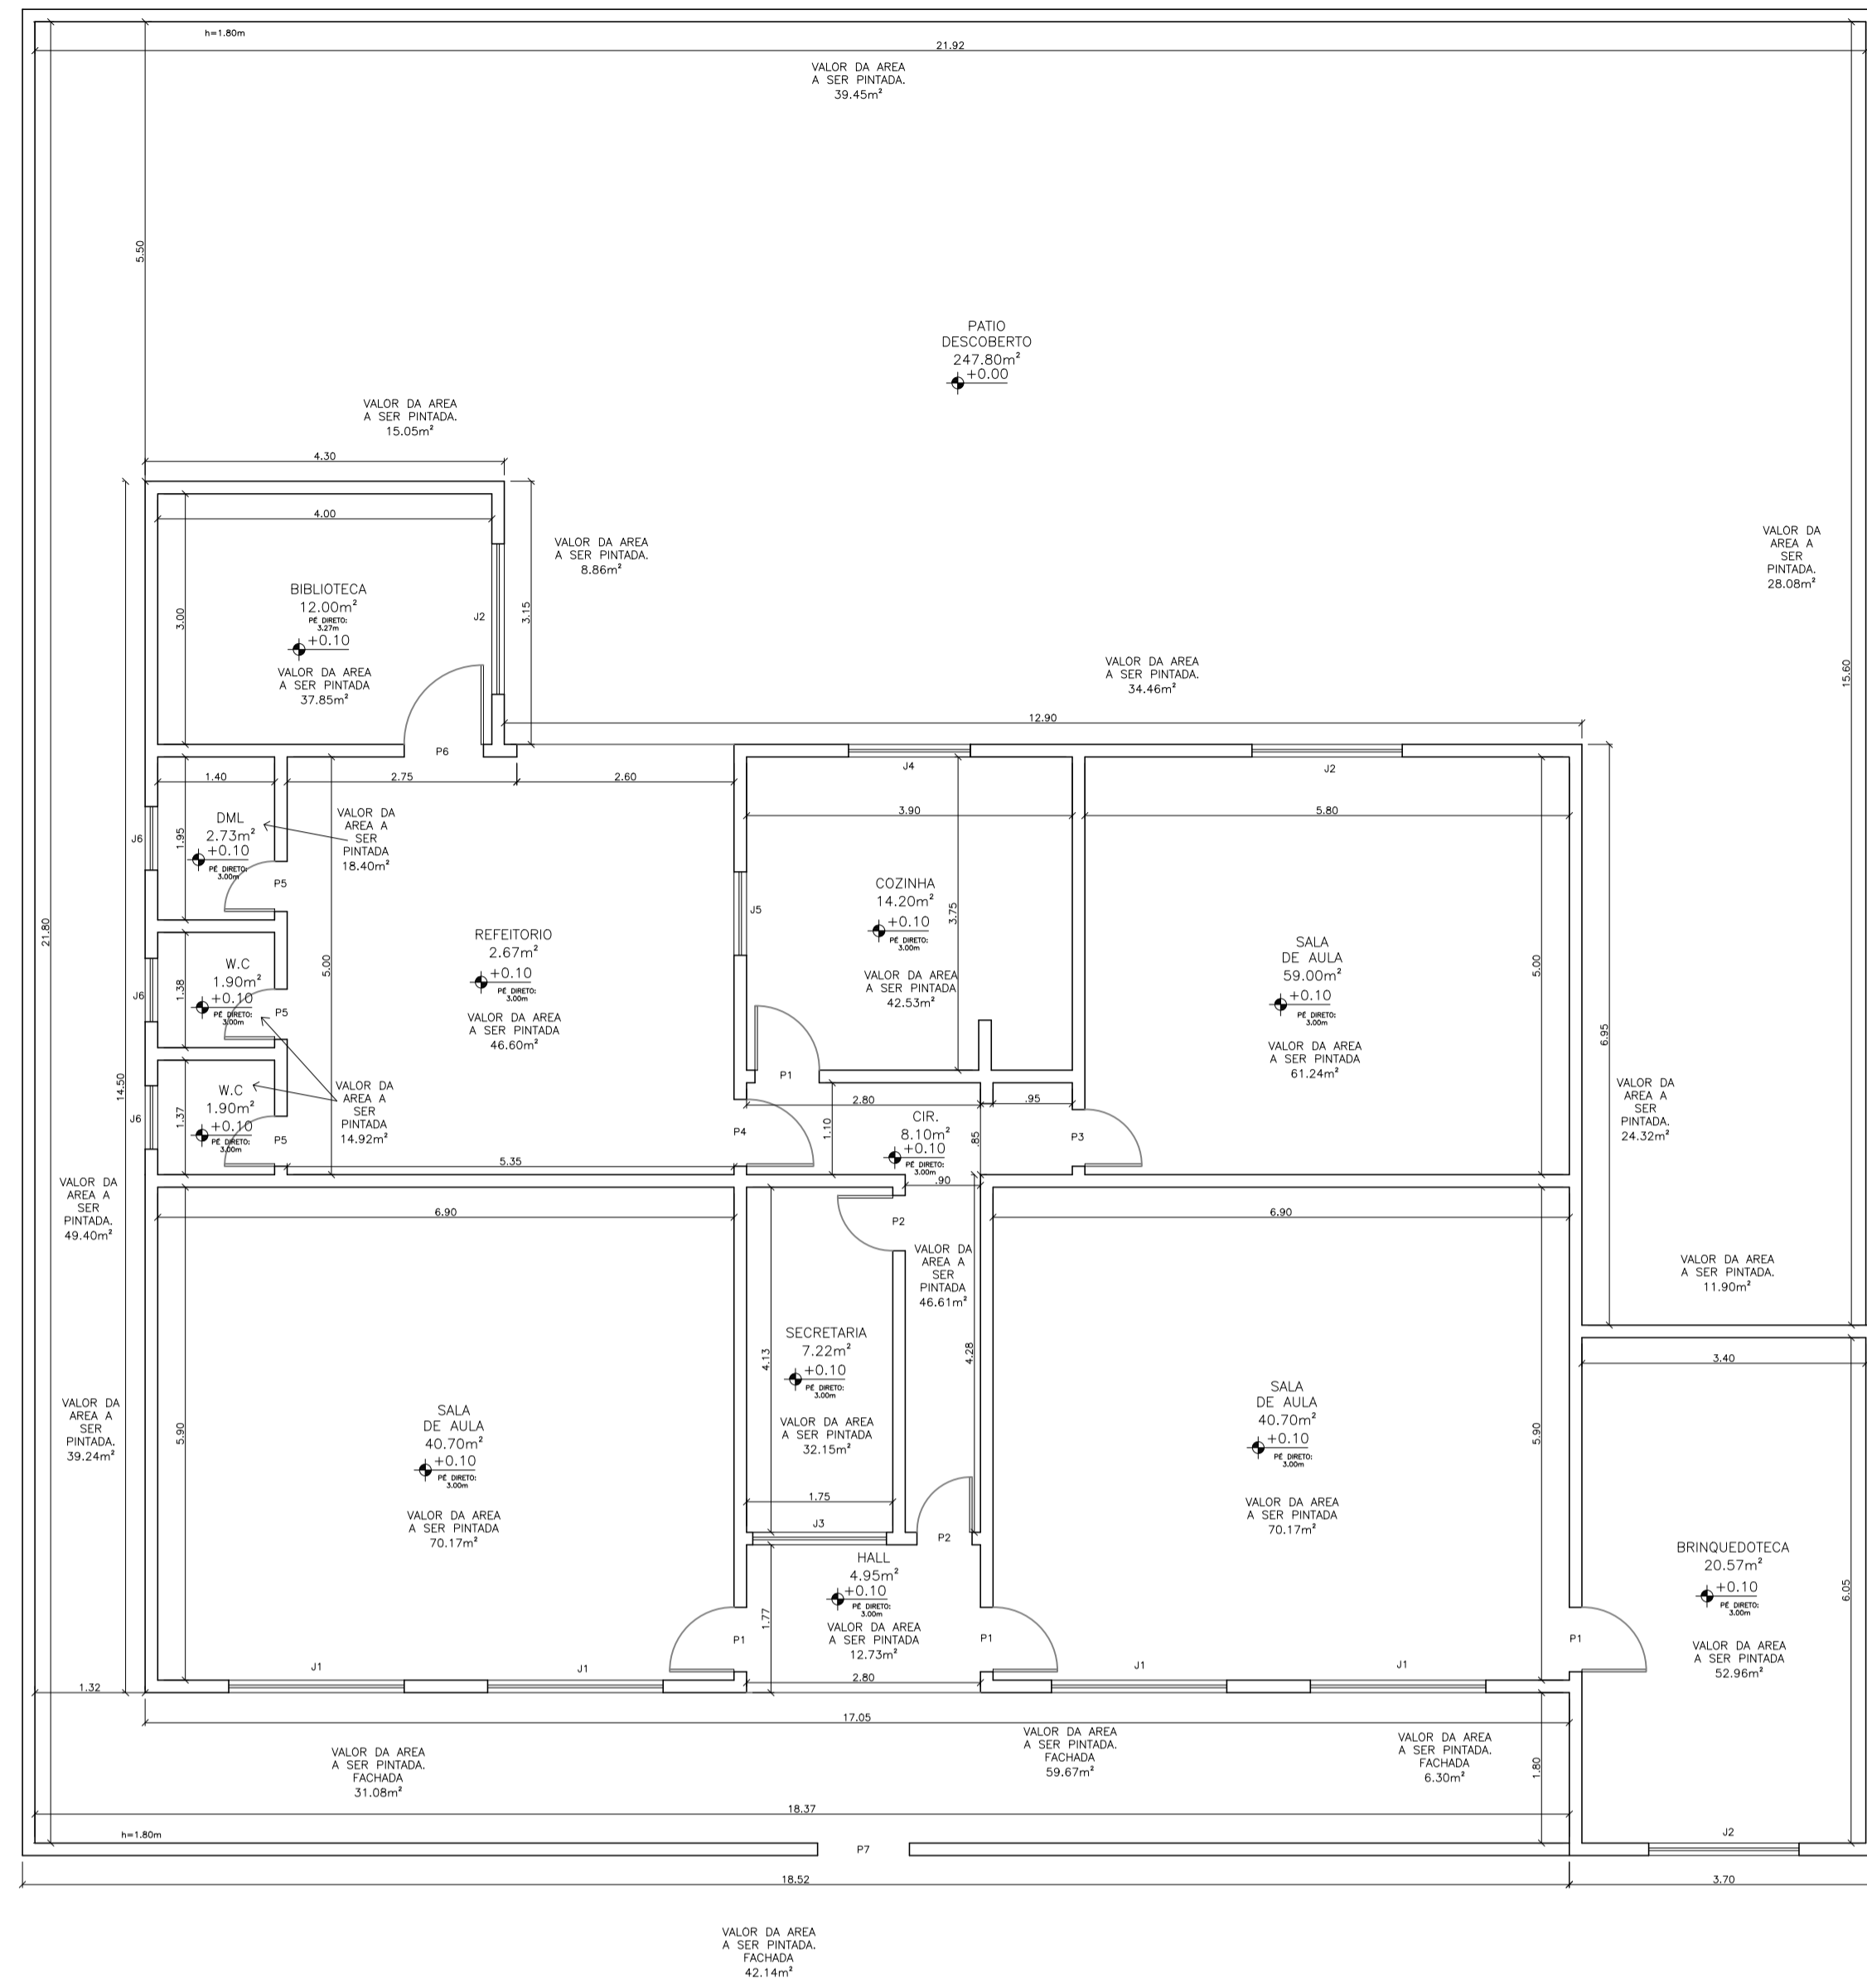 h=1.80m
21.92
VALOR DA AREA
A SER PINTADA.
39.45m²
5.50
PATIO
DESCOBERTO
247.80m²
+0.00
VALOR DA AREA
A SER PINTADA.
15.05m²
4.30
4.00
VALOR DA AREA
A SER PINTADA.
8.86m²
VALOR DA
AREA A
SER
PINTADA.
28.08m²
BIBLIOTECA
12.00m²
PÉ DIRETO:
3.27m
+0.10
VALOR DA AREA
A SER PINTADA
37.85m²
3.00
J2
3.15
VALOR DA AREA
A SER PINTADA.
34.46m²
15.60
12.90
P6
1.40
2.75
2.60
J4
J2
3.90
5.80
DML
2.73m²
+0.10
PÉ DIRETO:
3.00m
J6
1.95
P5
VALOR DA
AREA A
SER
PINTADA
18.40m²
COZINHA
14.20m²
+0.10
PÉ DIRETO:
3.00m
VALOR DA AREA
A SER PINTADA
42.53m²
J5
3.75
21.80
REFEITORIO
2.67m²
+0.10
PÉ DIRETO:
3.00m
VALOR DA AREA
A SER PINTADA
46.60m²
5.00
SALA
DE AULA
59.00m²
+0.10
PÉ DIRETO:
3.00m
VALOR DA AREA
A SER PINTADA
61.24m²
5.00
W.C
1.90m²
+0.10
PÉ DIRETO:
3.00m
J6
1.38
P5
6.95
14.50
W.C
1.90m²
+0.10
PÉ DIRETO:
3.00m
J6
1.37
P5
VALOR DA
AREA A
SER
PINTADA
14.92m²
P1
2.80
.95
CIR.
8.10m²
+0.10
PÉ DIRETO:
3.00m
1.10
.85
P4
P3
VALOR DA
AREA A
SER
PINTADA.
24.32m²
5.35
.90
VALOR DA
AREA A
SER
PINTADA.
49.40m²
6.90
P2
6.90
VALOR DA
AREA A
SER
PINTADA
46.61m²
VALOR DA AREA
A SER PINTADA.
11.90m²
SECRETARIA
7.22m²
+0.10
PÉ DIRETO:
3.00m
VALOR DA AREA
A SER PINTADA
32.15m²
4.13
4.28
3.40
VALOR DA
AREA A
SER
PINTADA.
39.24m²
5.90
SALA
DE AULA
40.70m²
+0.10
PÉ DIRETO:
3.00m
VALOR DA AREA
A SER PINTADA
70.17m²
SALA
DE AULA
40.70m²
+0.10
PÉ DIRETO:
3.00m
VALOR DA AREA
A SER PINTADA
70.17m²
5.90
1.75
J3
P2
HALL
4.95m²
+0.10
PÉ DIRETO:
3.00m
VALOR DA AREA
A SER PINTADA
12.73m²
1.77
BRINQUEDOTECA
20.57m²
+0.10
PÉ DIRETO:
3.00m
VALOR DA AREA
A SER PINTADA
52.96m²
6.05
P1
P1
P1
J1
J1
J1
J1
1.32
2.80
17.05
VALOR DA AREA
A SER PINTADA.
FACHADA
31.08m²
VALOR DA AREA
A SER PINTADA.
FACHADA
59.67m²
VALOR DA AREA
A SER PINTADA.
FACHADA
6.30m²
1.80
18.37
h=1.80m
P7
J2
18.52
3.70
VALOR DA AREA
A SER PINTADA.
FACHADA
42.14m²